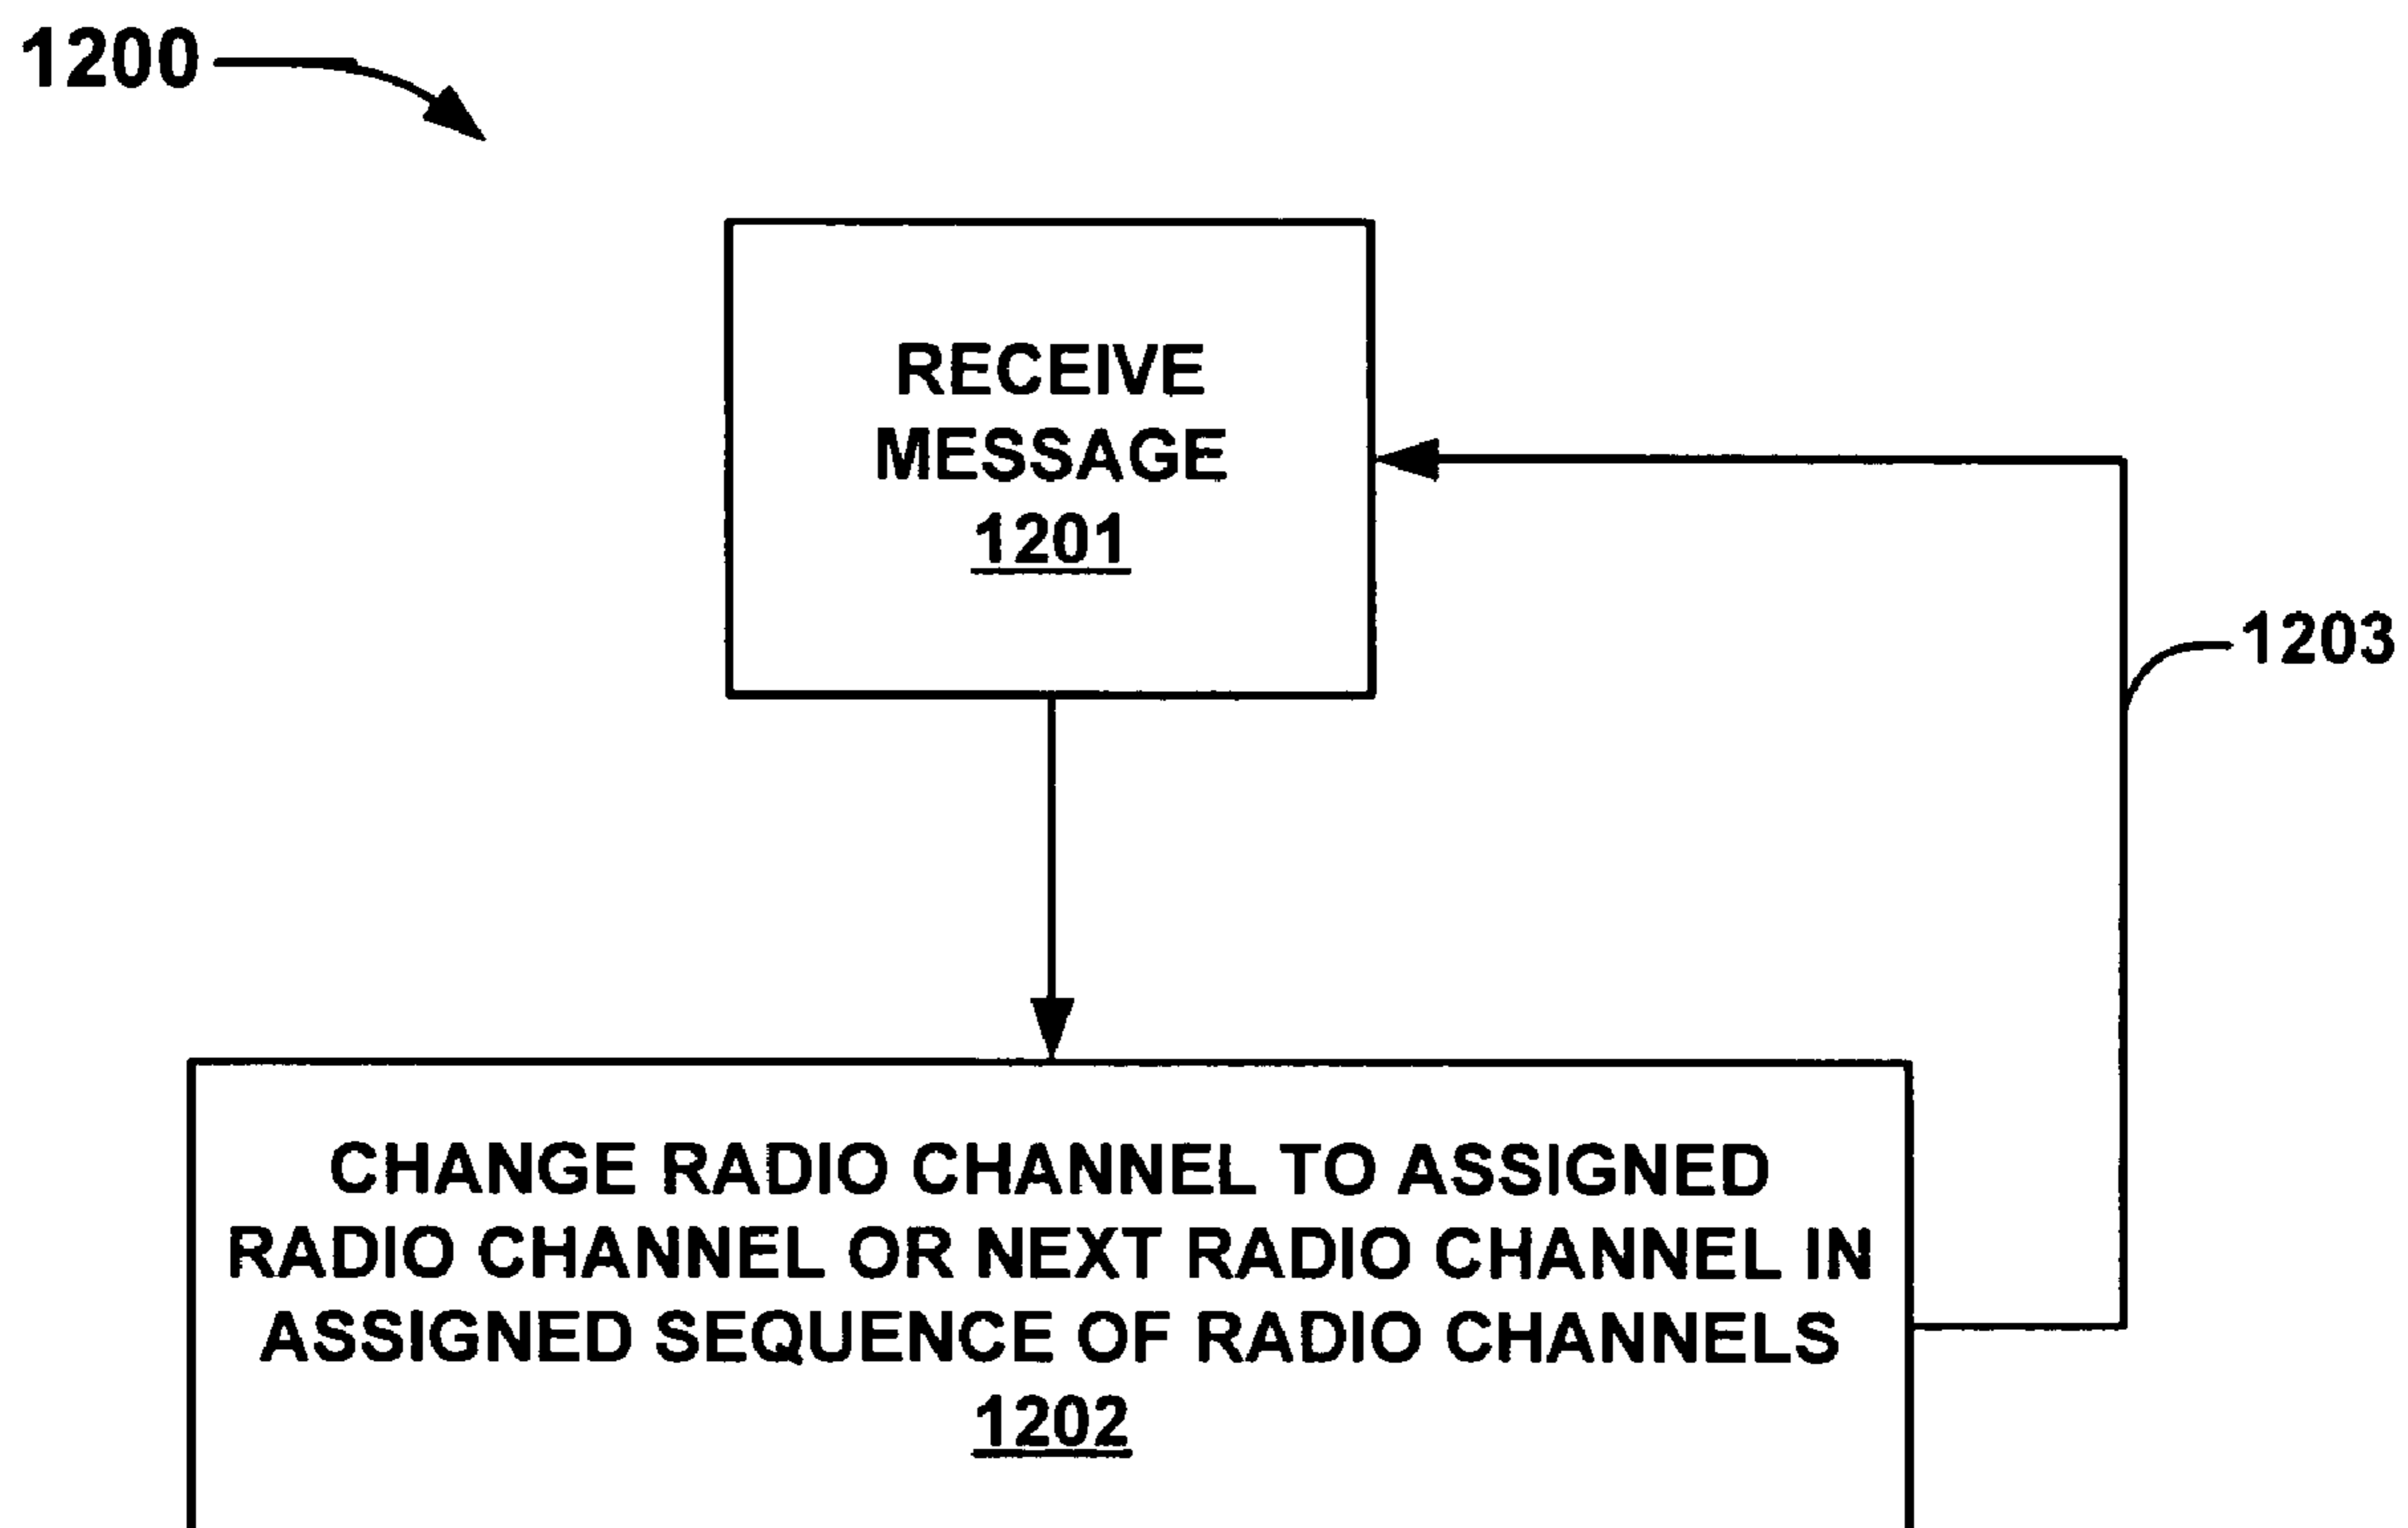 1200
RECEIVE
MESSAGE
1201
1203
CHANGE RADIO CHANNEL TO ASSIGNED
RADIO CHANNEL OR NEXT RADIO CHANNEL IN
ASSIGNED SEQUENCE OF RADIO CHANNELS
1202